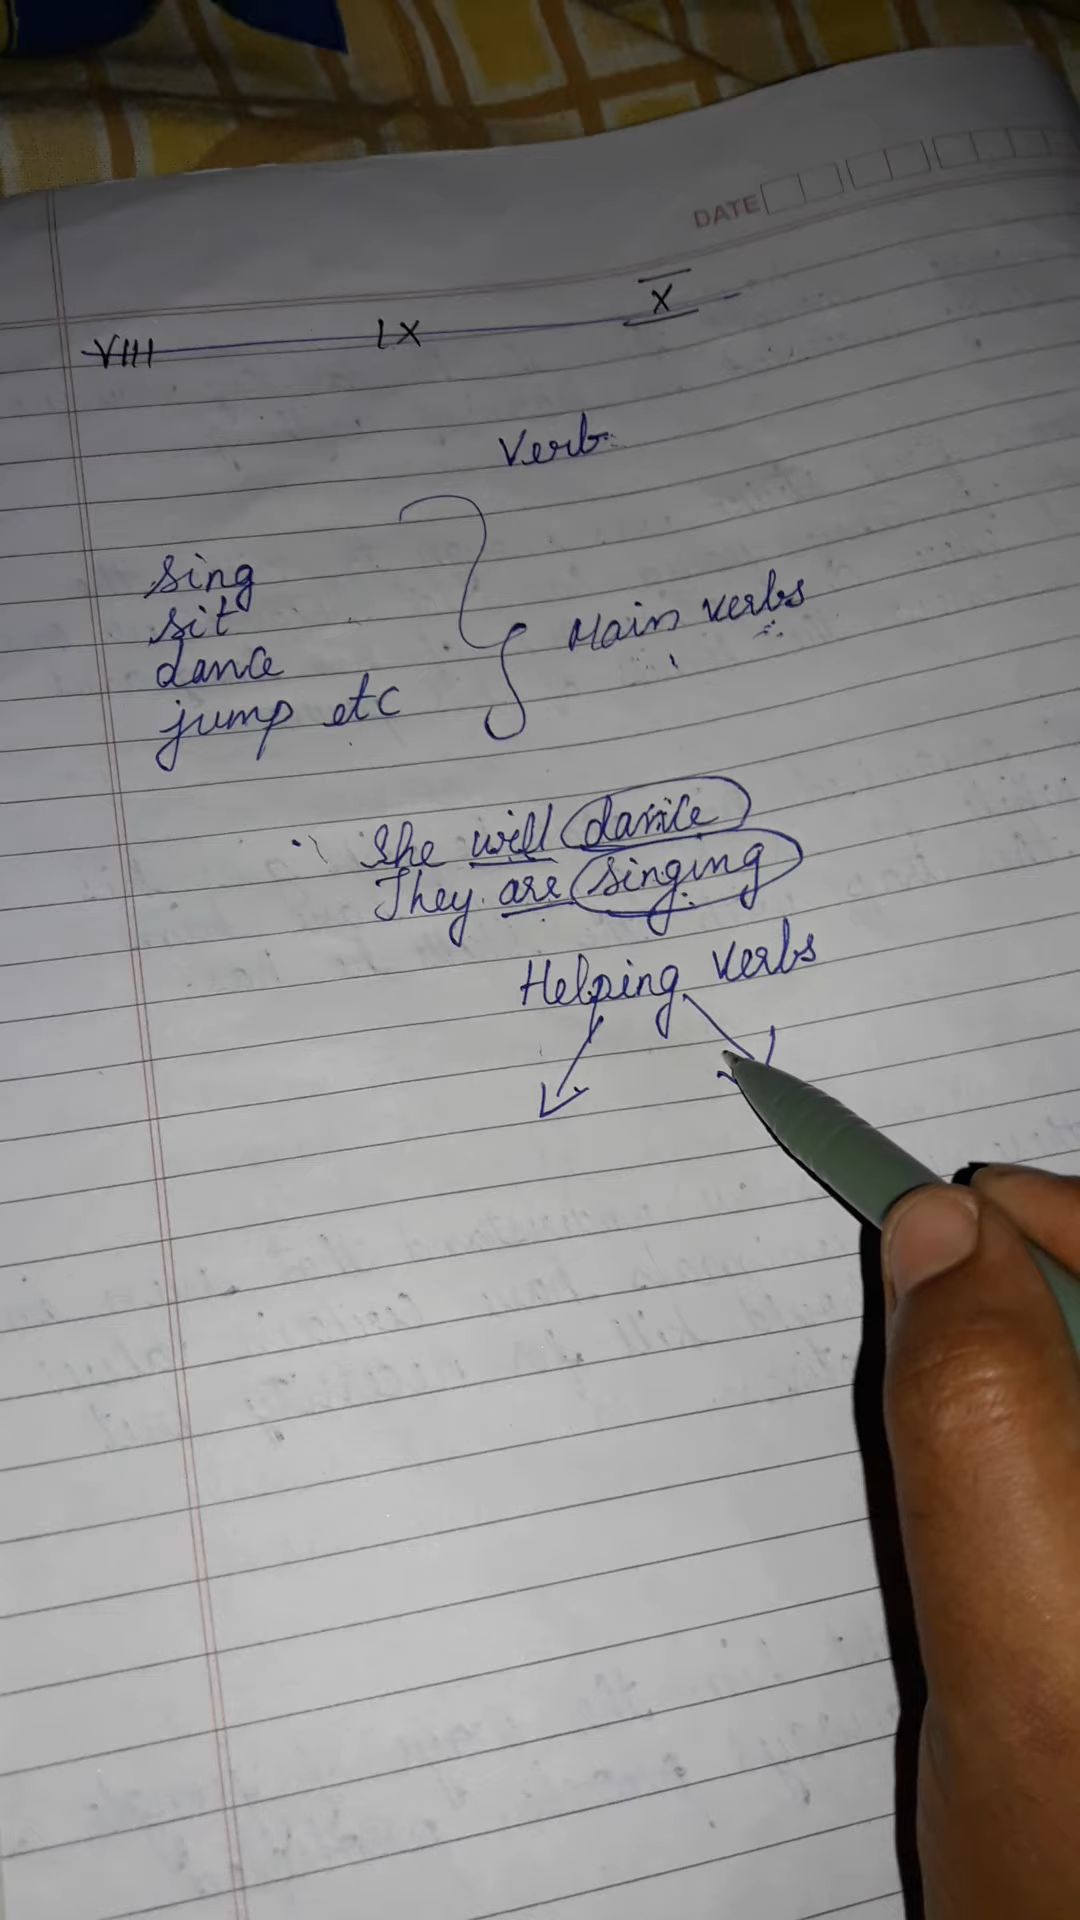 DATE
VIII IX X
Verb
sing
sit
dance
jump etc
Main verbs
She will dance
They are singing
Helping verbs